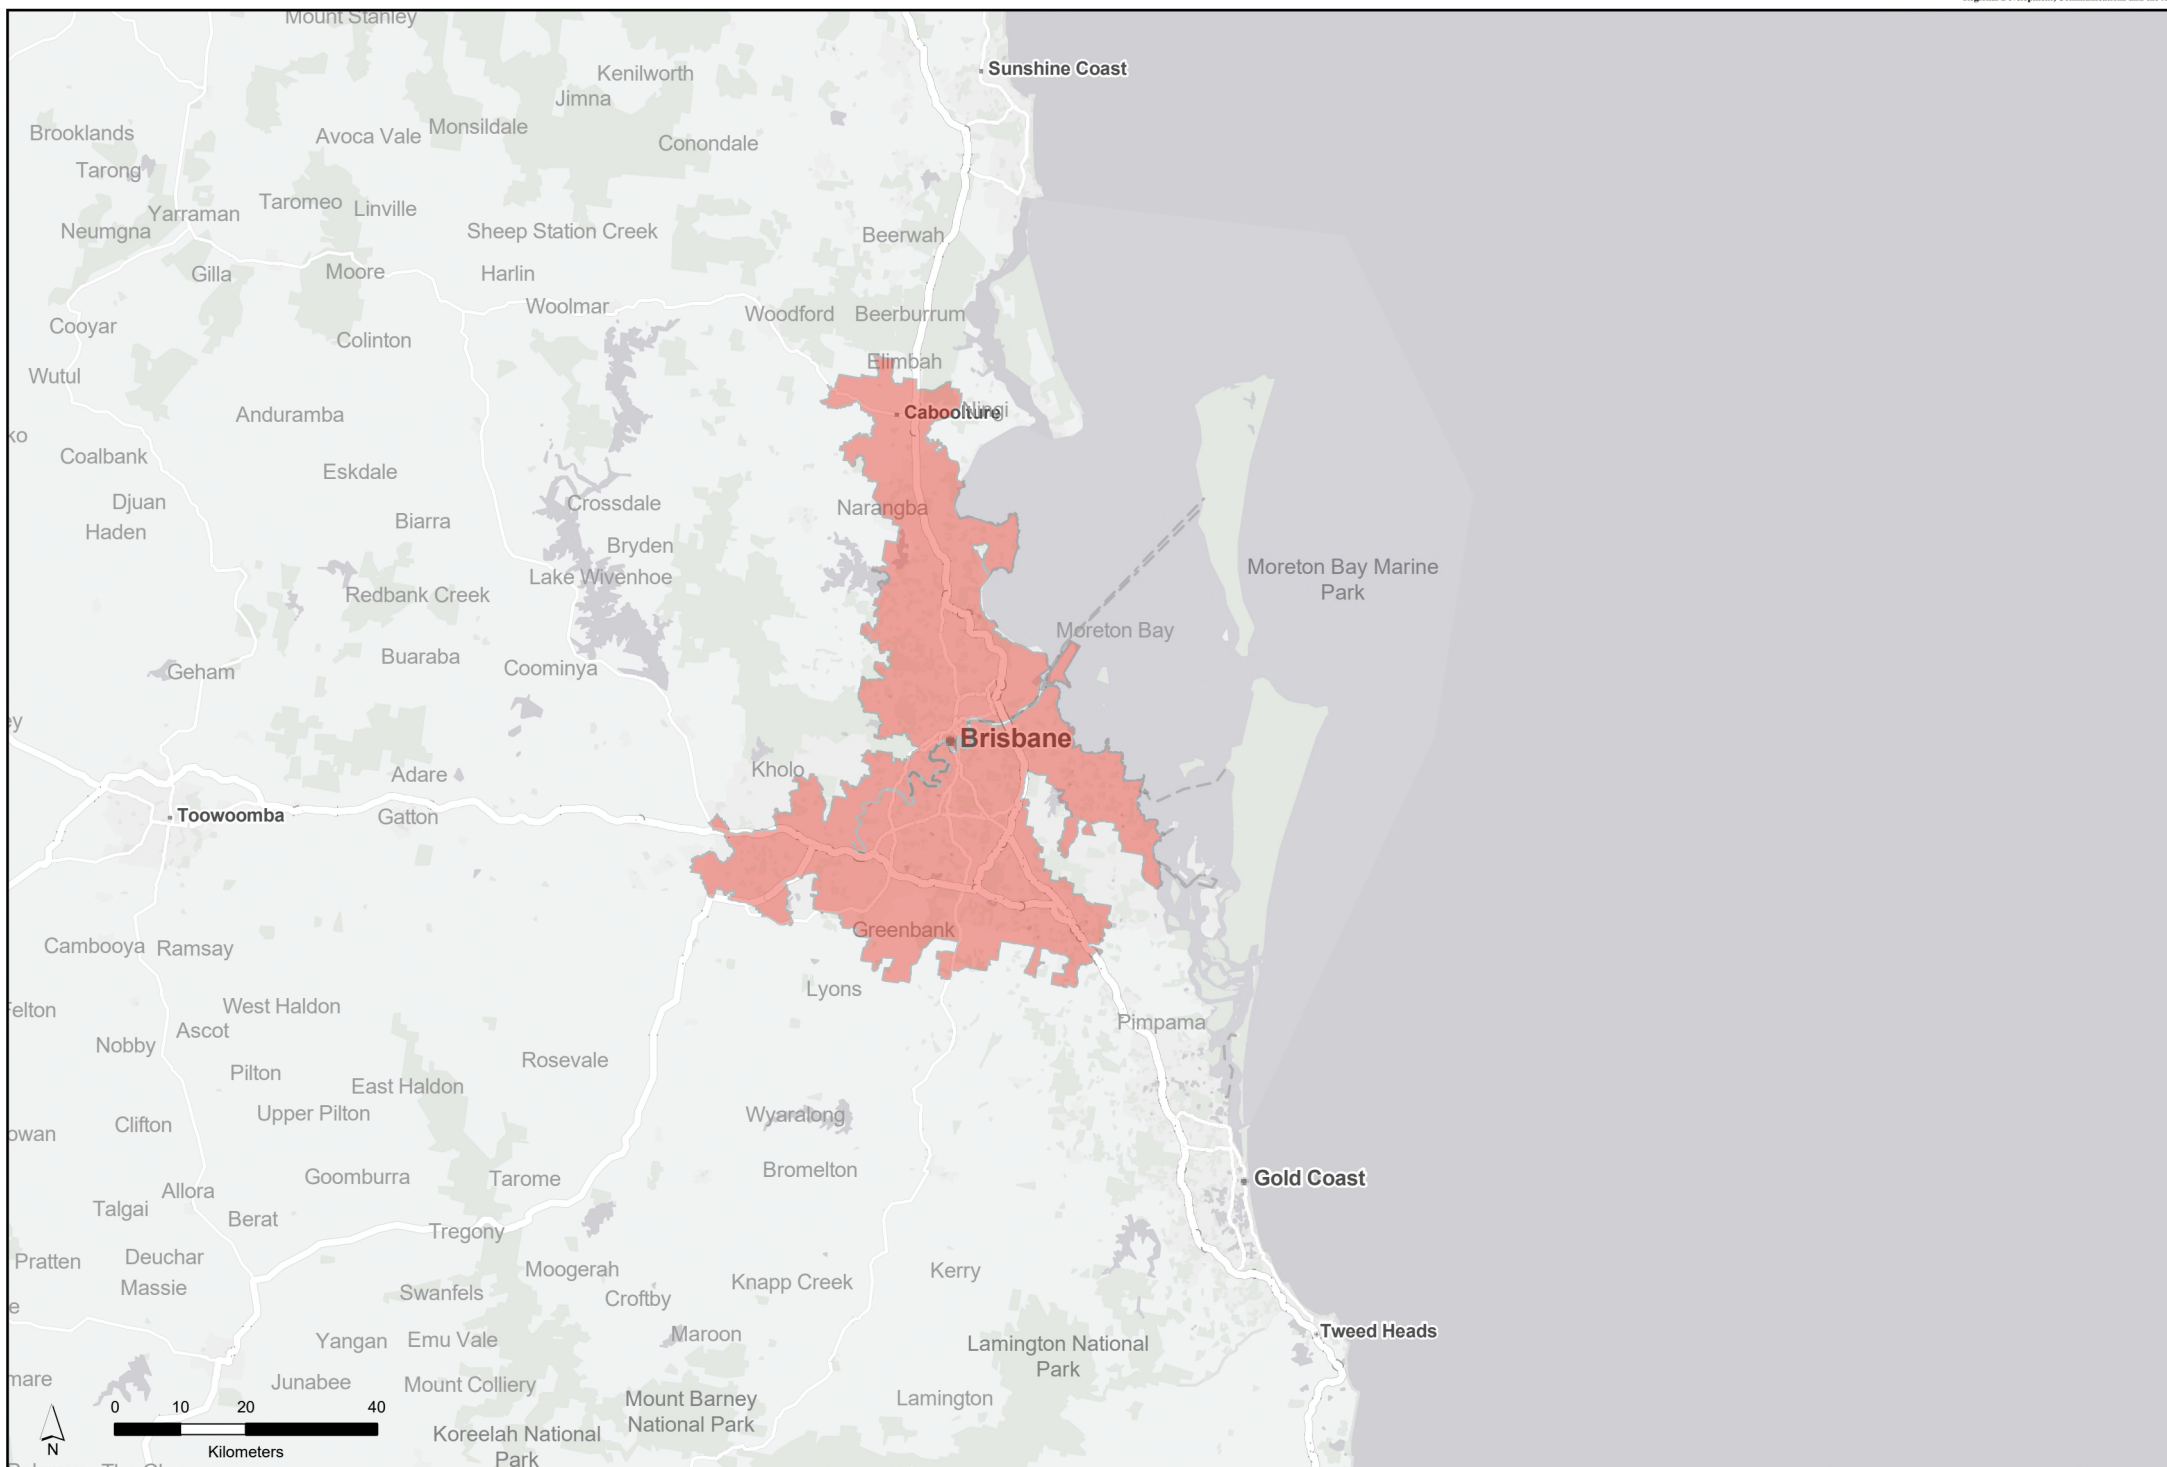 Mount Stanley
Sunshine Coast
Kenilworth
Jimna
Brooklands
Avoca Vale
Monsildale
Conondale
Tarong
Taromeo
Linville
Yarraman
Neumgna
Sheep Station Creek
Beerwah
Gilla
Moore
Harlin
Woolmar
Woodford
Beerburrum
Cooyar
Colinton
Elimbah
Wutul
Anduramba
Caboolture
Ningi
ko
Coalbank
Eskdale
Djuan
Crossdale
Narangba
Haden
Biarra
Bryden
Lake Wivenhoe
Moreton Bay Marine
Park
Redbank Creek
Moreton Bay
Buaraba
Geham
Coominya
ey
Brisbane
Adare
Kholo
Toowoomba
Gatton
Greenbank
Cambooya
Ramsay
Lyons
Felton
West Haldon
Ascot
Nobby
Pimpama
Rosevale
Pilton
East Haldon
Upper Pilton
Wyaralong
Clifton
owan
Bromelton
Goomburra
Tarome
Gold Coast
Allora
Talgai
Berat
Tregony
Pratten
Deuchar
Massie
Moogerah
Knapp Creek
Kerry
Swanfels
Croftby
e
Yangan
Emu Vale
Maroon
Tweed Heads
Lamington National
Park
mare
Junabee
Mount Colliery
Mount Barney
National Park
Lamington
0 10 20 40
Kilometers
N
Koreelah National
Park